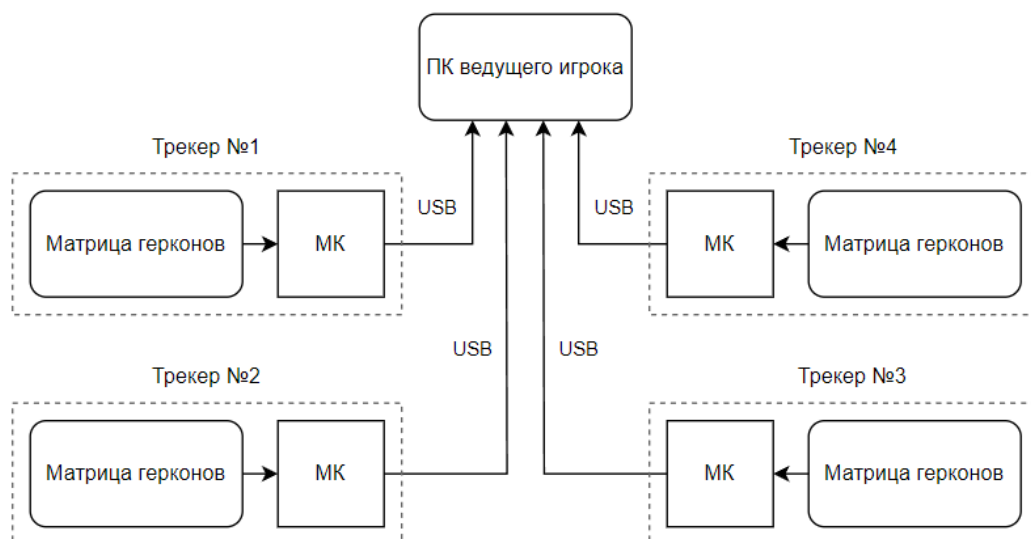 ПК ведущего игрока
Трекер №1
Трекер №4
Матрица герконов
МК
USB
USB
МК
Матрица герконов
USB
USB
Трекер №2
Трекер №3
Матрица герконов
МК
МК
Матрица герконов